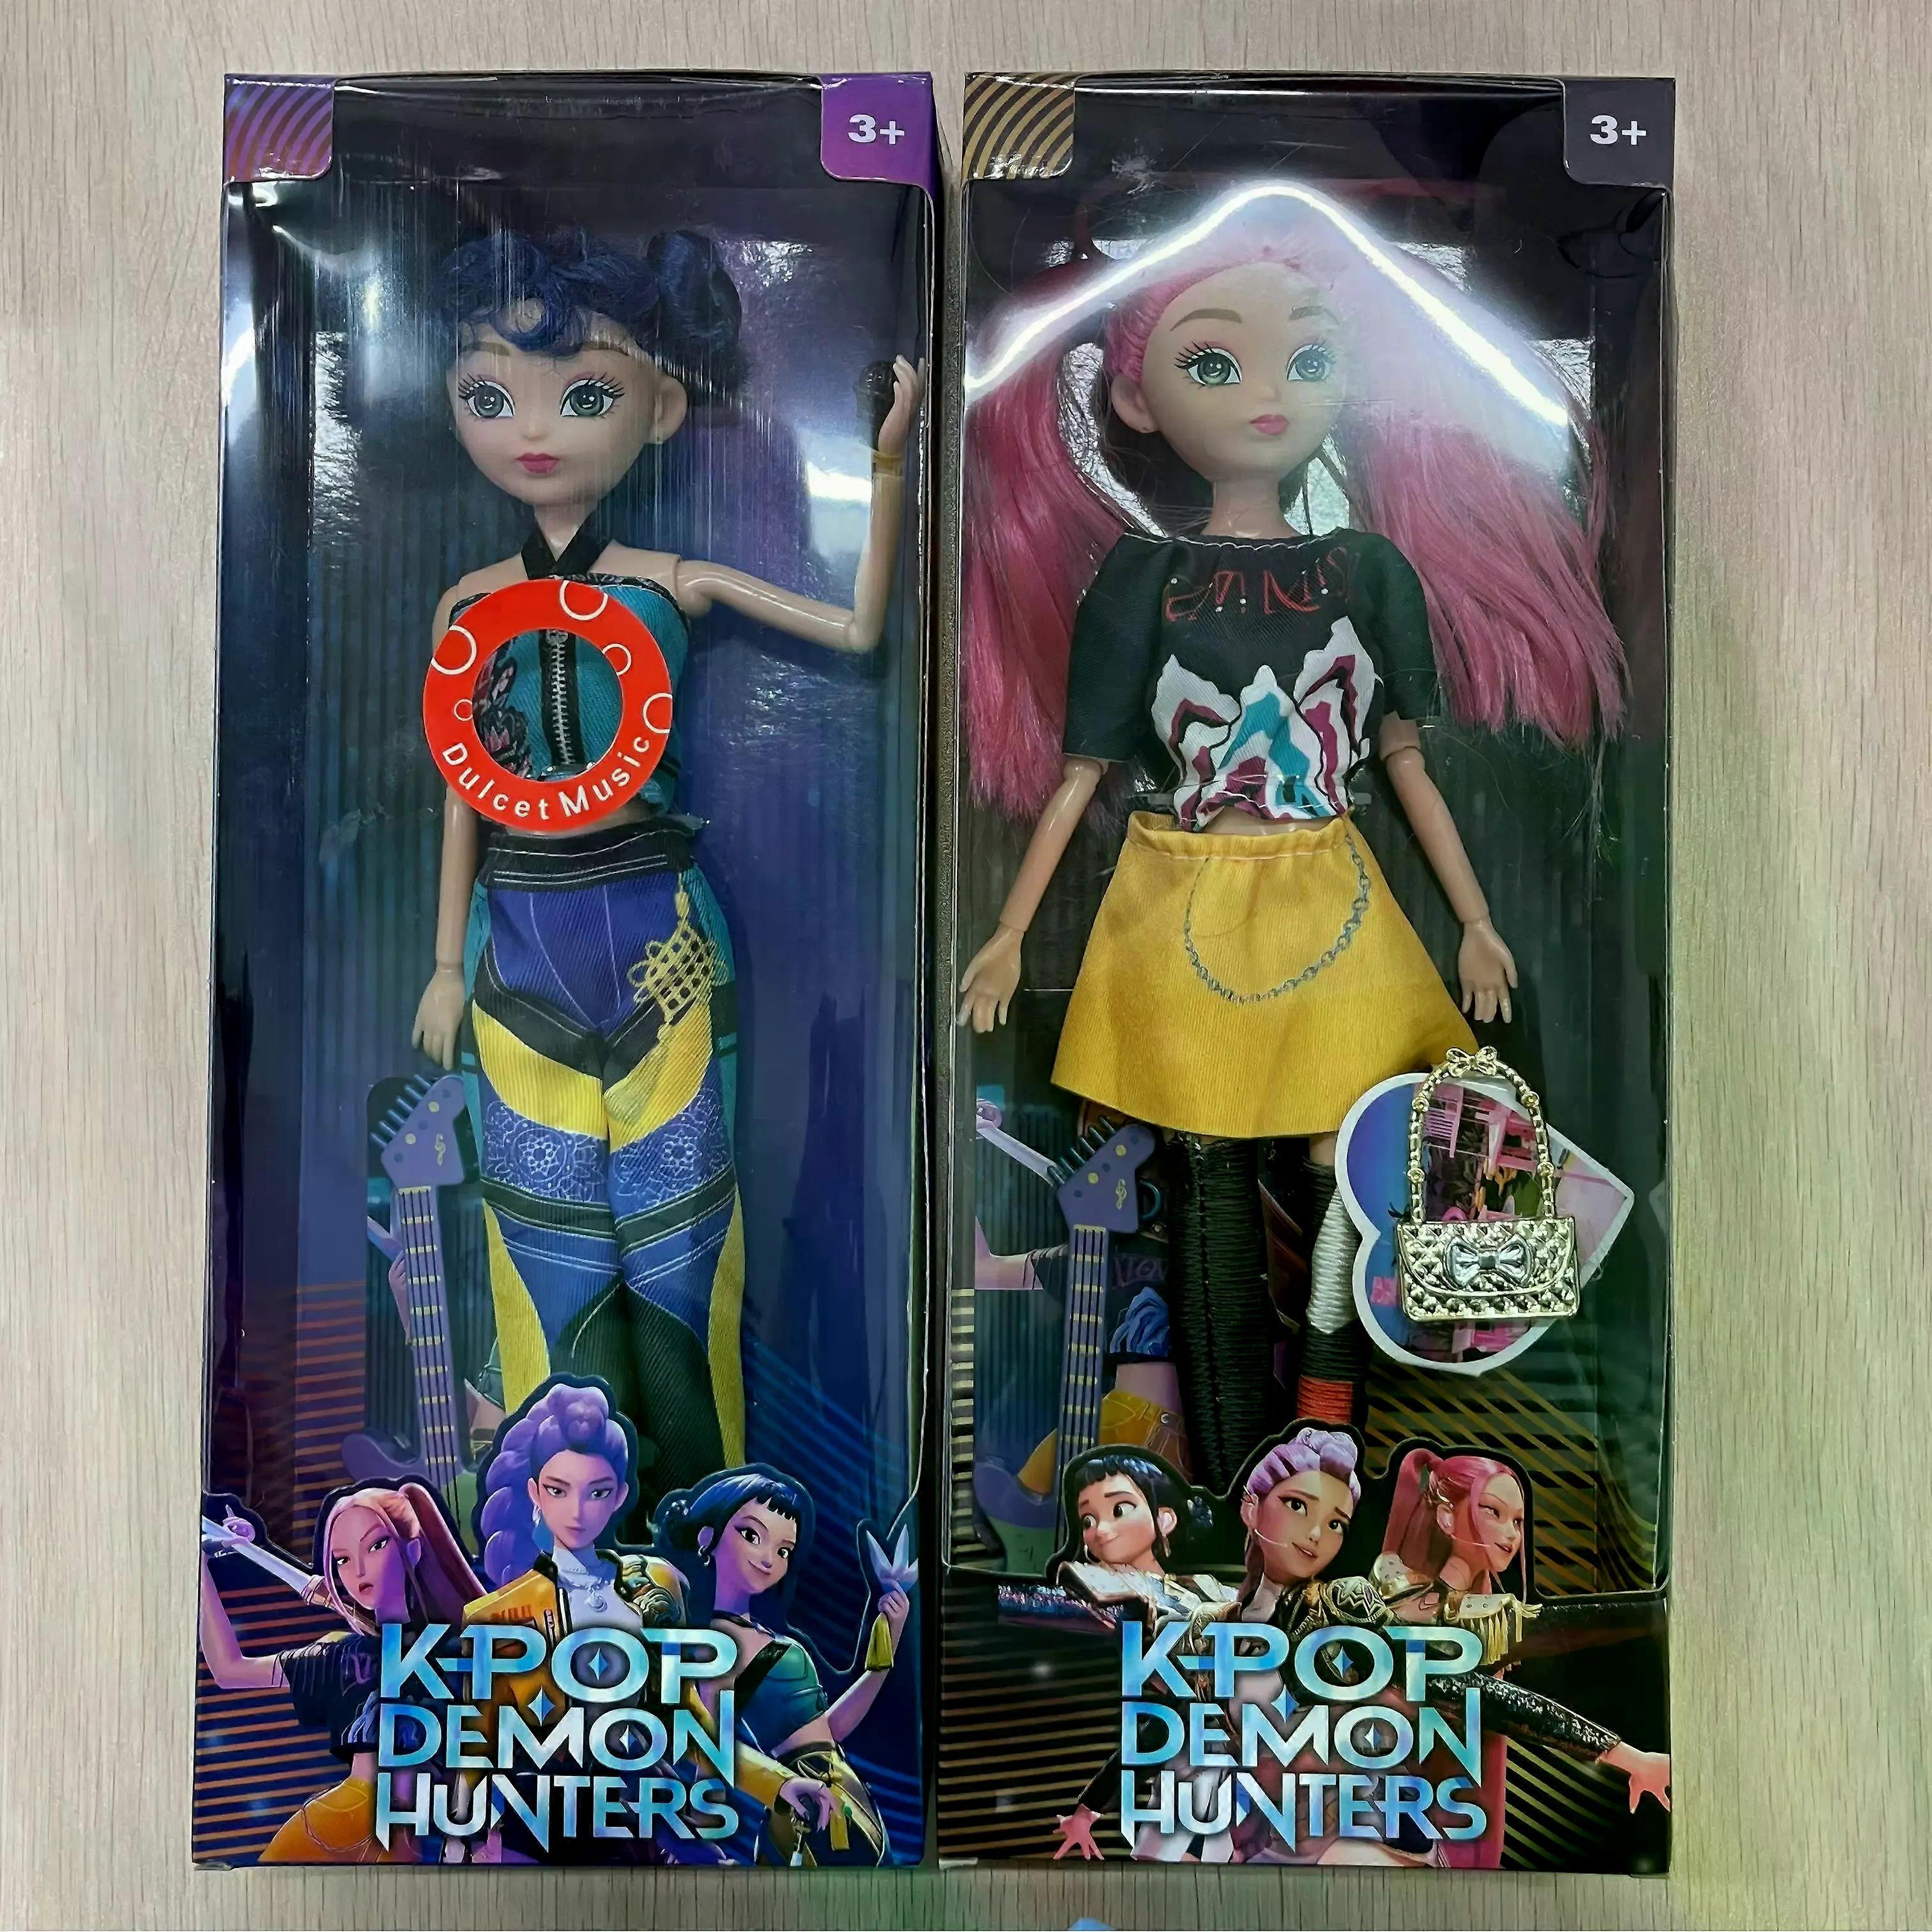 3+
Dulcet Music
K-POP
DEMON
HUNTERS
3+
K-POP
DEMON
HUNTERS